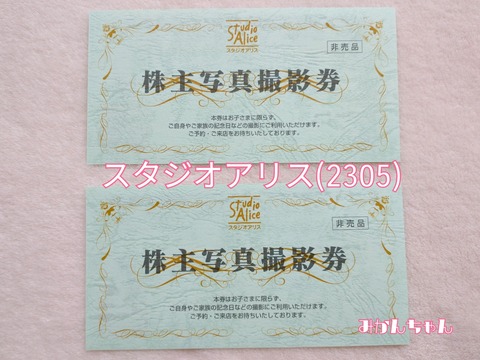 Studio
Alice
スタジオアリス
非売品
株主写真撮影券
本券はお子さまに限らず、
ご自身やご家族の記念日などの撮影にご利用いただけます。
ご予約・ご来店をお待ちいたしております。
スタジオアリス(2305)
Studio
Alice
スタジオアリス
非売品
株主写真撮影券
本券はお子さまに限らず、
ご自身やご家族の記念日などの撮影にご利用いただけます。
ご予約・ご来店をお待ちいたしております。
みかんちゃん